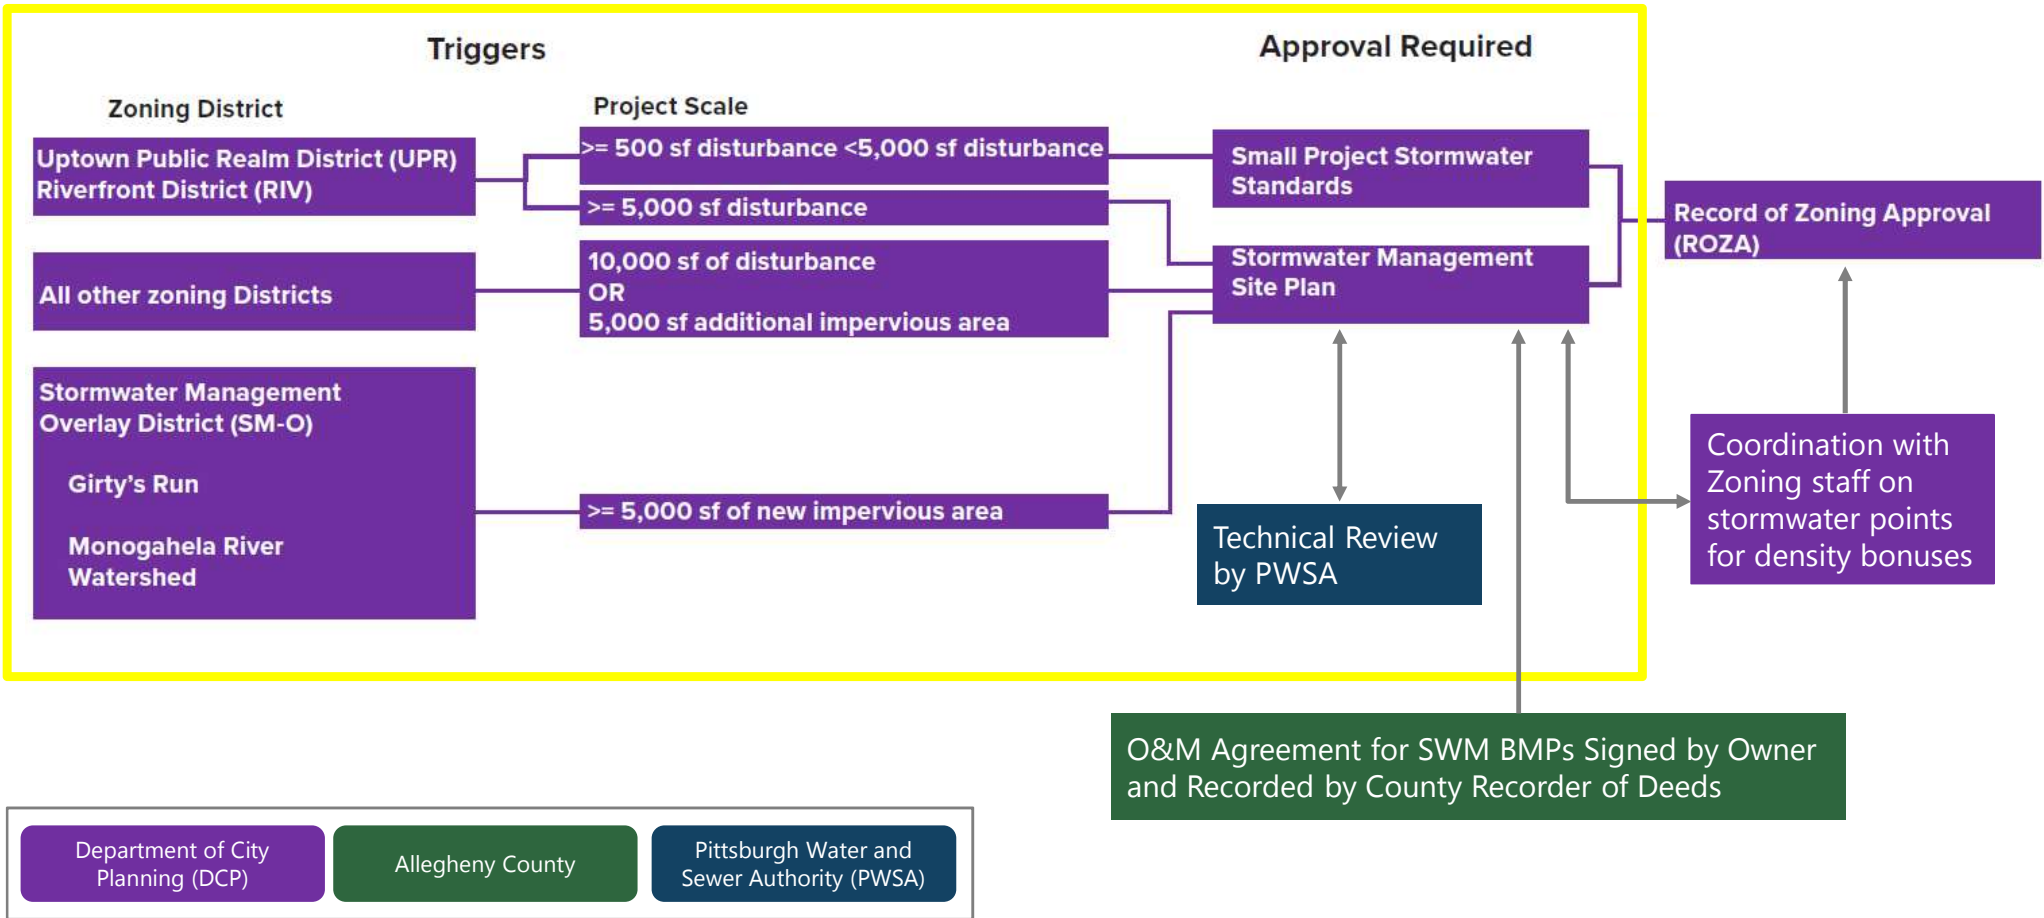 Triggers
Approval Required
Zoning District
Project Scale
Uptown Public Realm District (UPR)
Riverfront District (RIV)
>= 500 sf disturbance <5,000 sf disturbance
>= 5,000 sf disturbance
Small Project Stormwater
Standards
Record of Zoning Approval
(ROZA)
All other zoning Districts
10,000 sf of disturbance
OR
5,000 sf additional impervious area
Stormwater Management
Site Plan
Stormwater Management
Overlay District (SM-O)
Girty's Run
Monogahela River
Watershed
>= 5,000 sf of new impervious area
Technical Review
by PWSA
Coordination with
Zoning staff on
stormwater points
for density bonuses
O&M Agreement for SWM BMPs Signed by Owner
and Recorded by County Recorder of Deeds
Department of City
Planning (DCP)
Allegheny County
Pittsburgh Water and
Sewer Authority (PWSA)